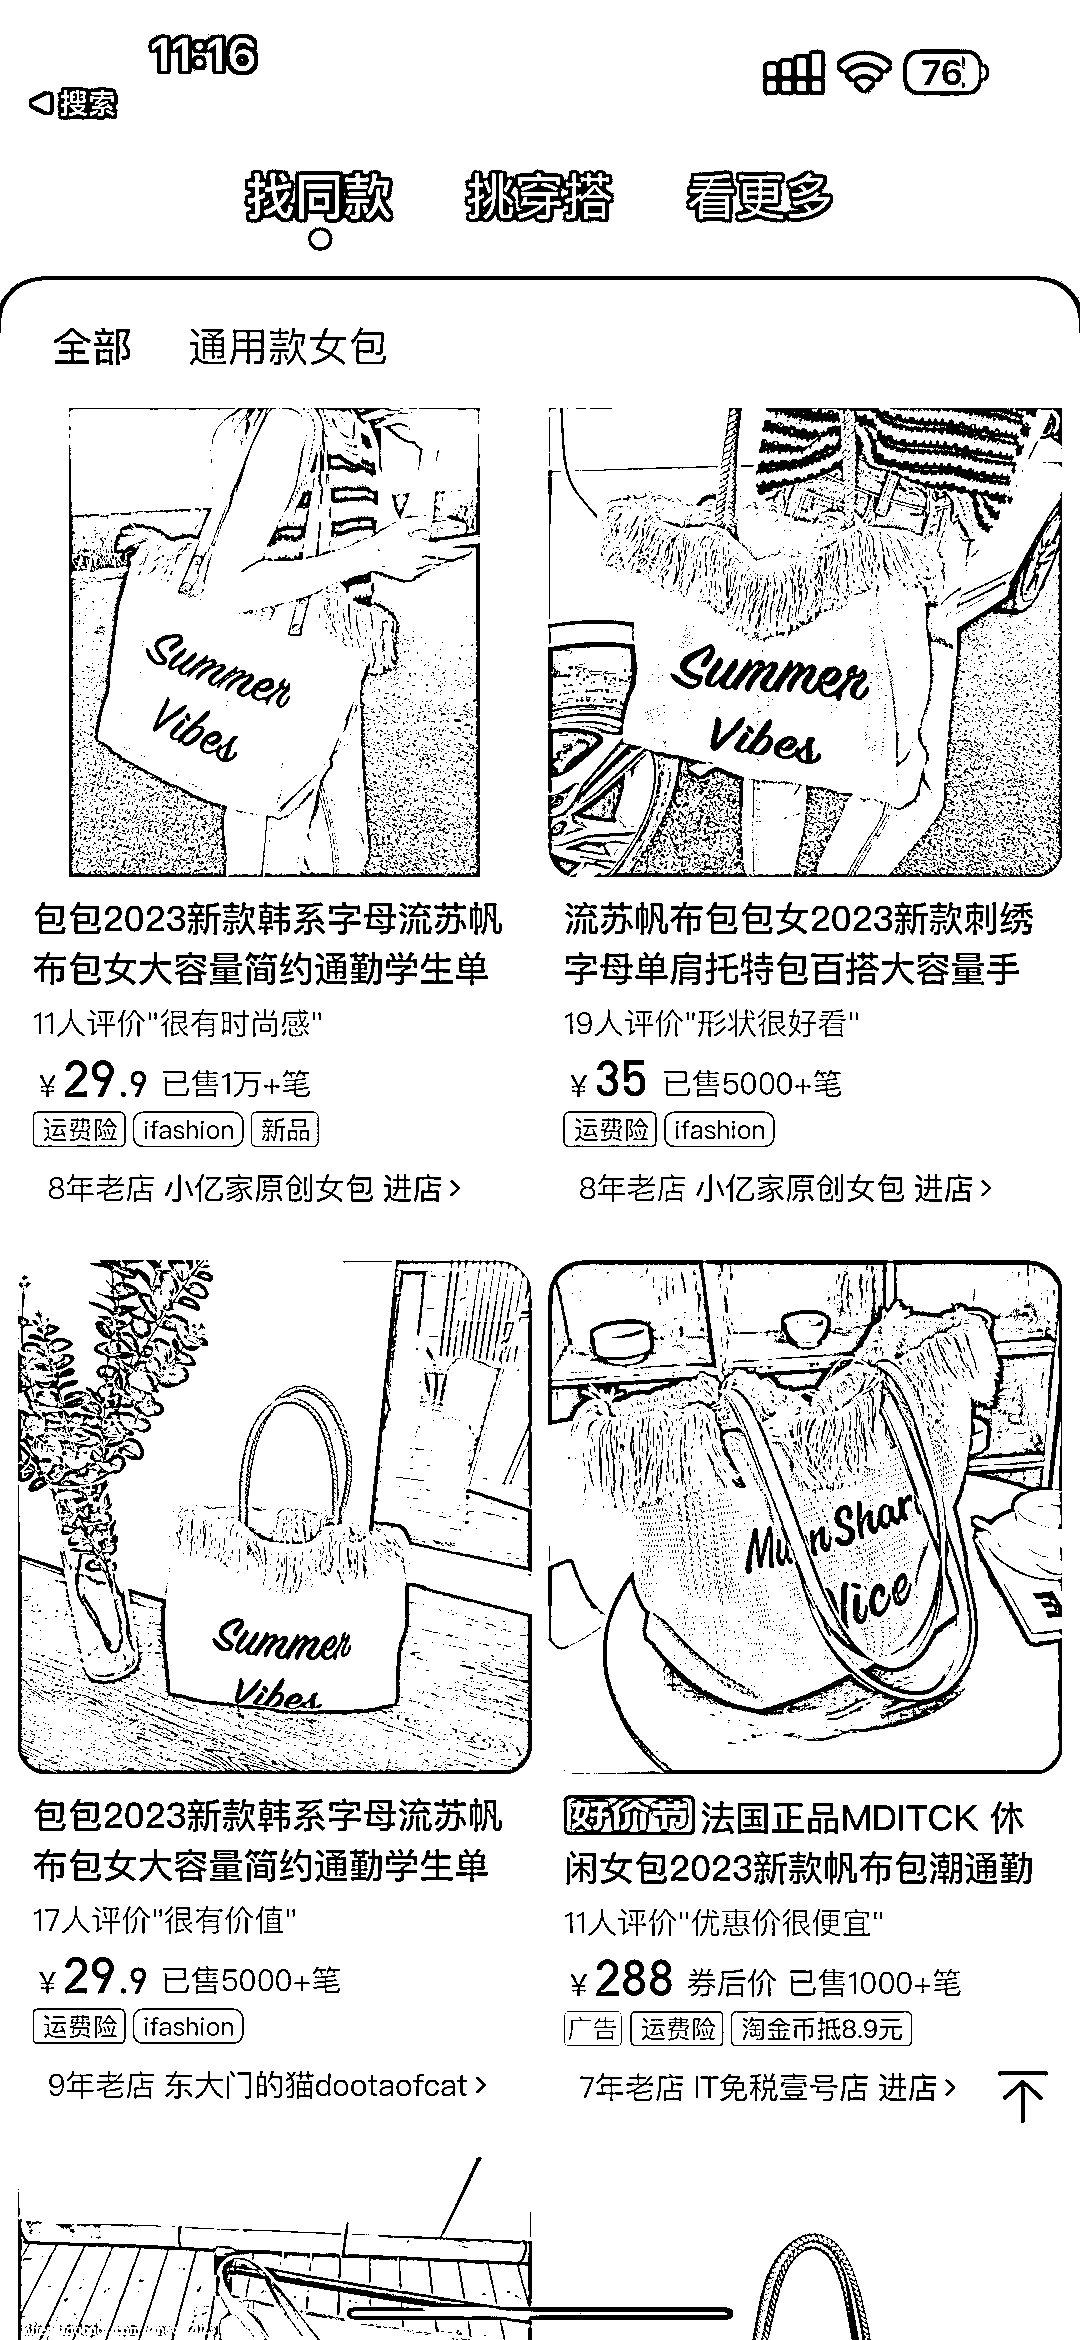 11:16
76
搜索
找同款 挑穿搭 看更多
全部 通用款女包
Summer
Vibes
Summer
Vibes
包包2023新款韩系字母流苏帆
布包女大容量简约通勤学生单
11人评价"很有时尚感"
¥29.9 已售1万+笔
运费险 ifashion 新品
8年老店 小亿家原创女包 进店>
流苏帆布包包女2023新款刺绣
字母单肩托特包百搭大容量手
19人评价"形状很好看"
¥35 已售5000+笔
运费险 ifashion
8年老店 小亿家原创女包 进店>
Summer
Vibes
包包2023新款韩系字母流苏帆
布包女大容量简约通勤学生单
17人评价"很有价值"
¥29.9 已售5000+笔
运费险 ifashion
9年老店 东大门的猫dootaofcat>
好价节 法国正品MDITCK 休
闲女包2023新款帆布包潮通勤
11人评价"优惠价很便宜"
¥288 券后价 已售1000+笔
广告 运费险 淘金币抵8.9元
7年老店 IT免税壹号店 进店>